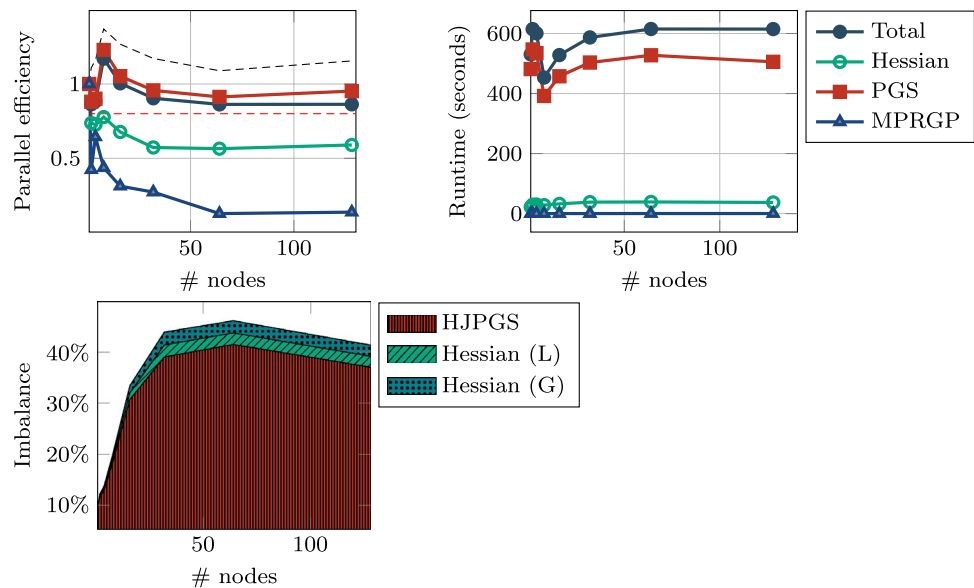 Parallel efficiency
1
0.5
50
100
# nodes
Runtime (seconds)
600
400
200
0
50
100
# nodes
Total
Hessian
PGS
MPRGP
Imbalance
40%
30%
20%
10%
50
100
# nodes
HJPGS
Hessian (L)
Hessian (G)